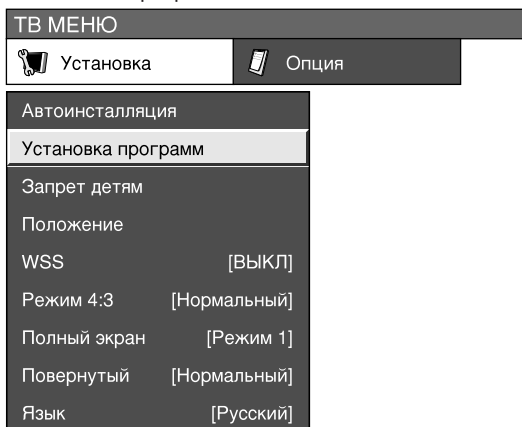 ТВ МЕНЮ
Установка Опция
Автоинсталляция
Установка программ
Запрет детям
Положение
WSS [ВЫКЛ]
Режим 4:3 [Нормальный]
Полный экран [Режим 1]
Повернутый [Нормальный]
Язык [Русский]